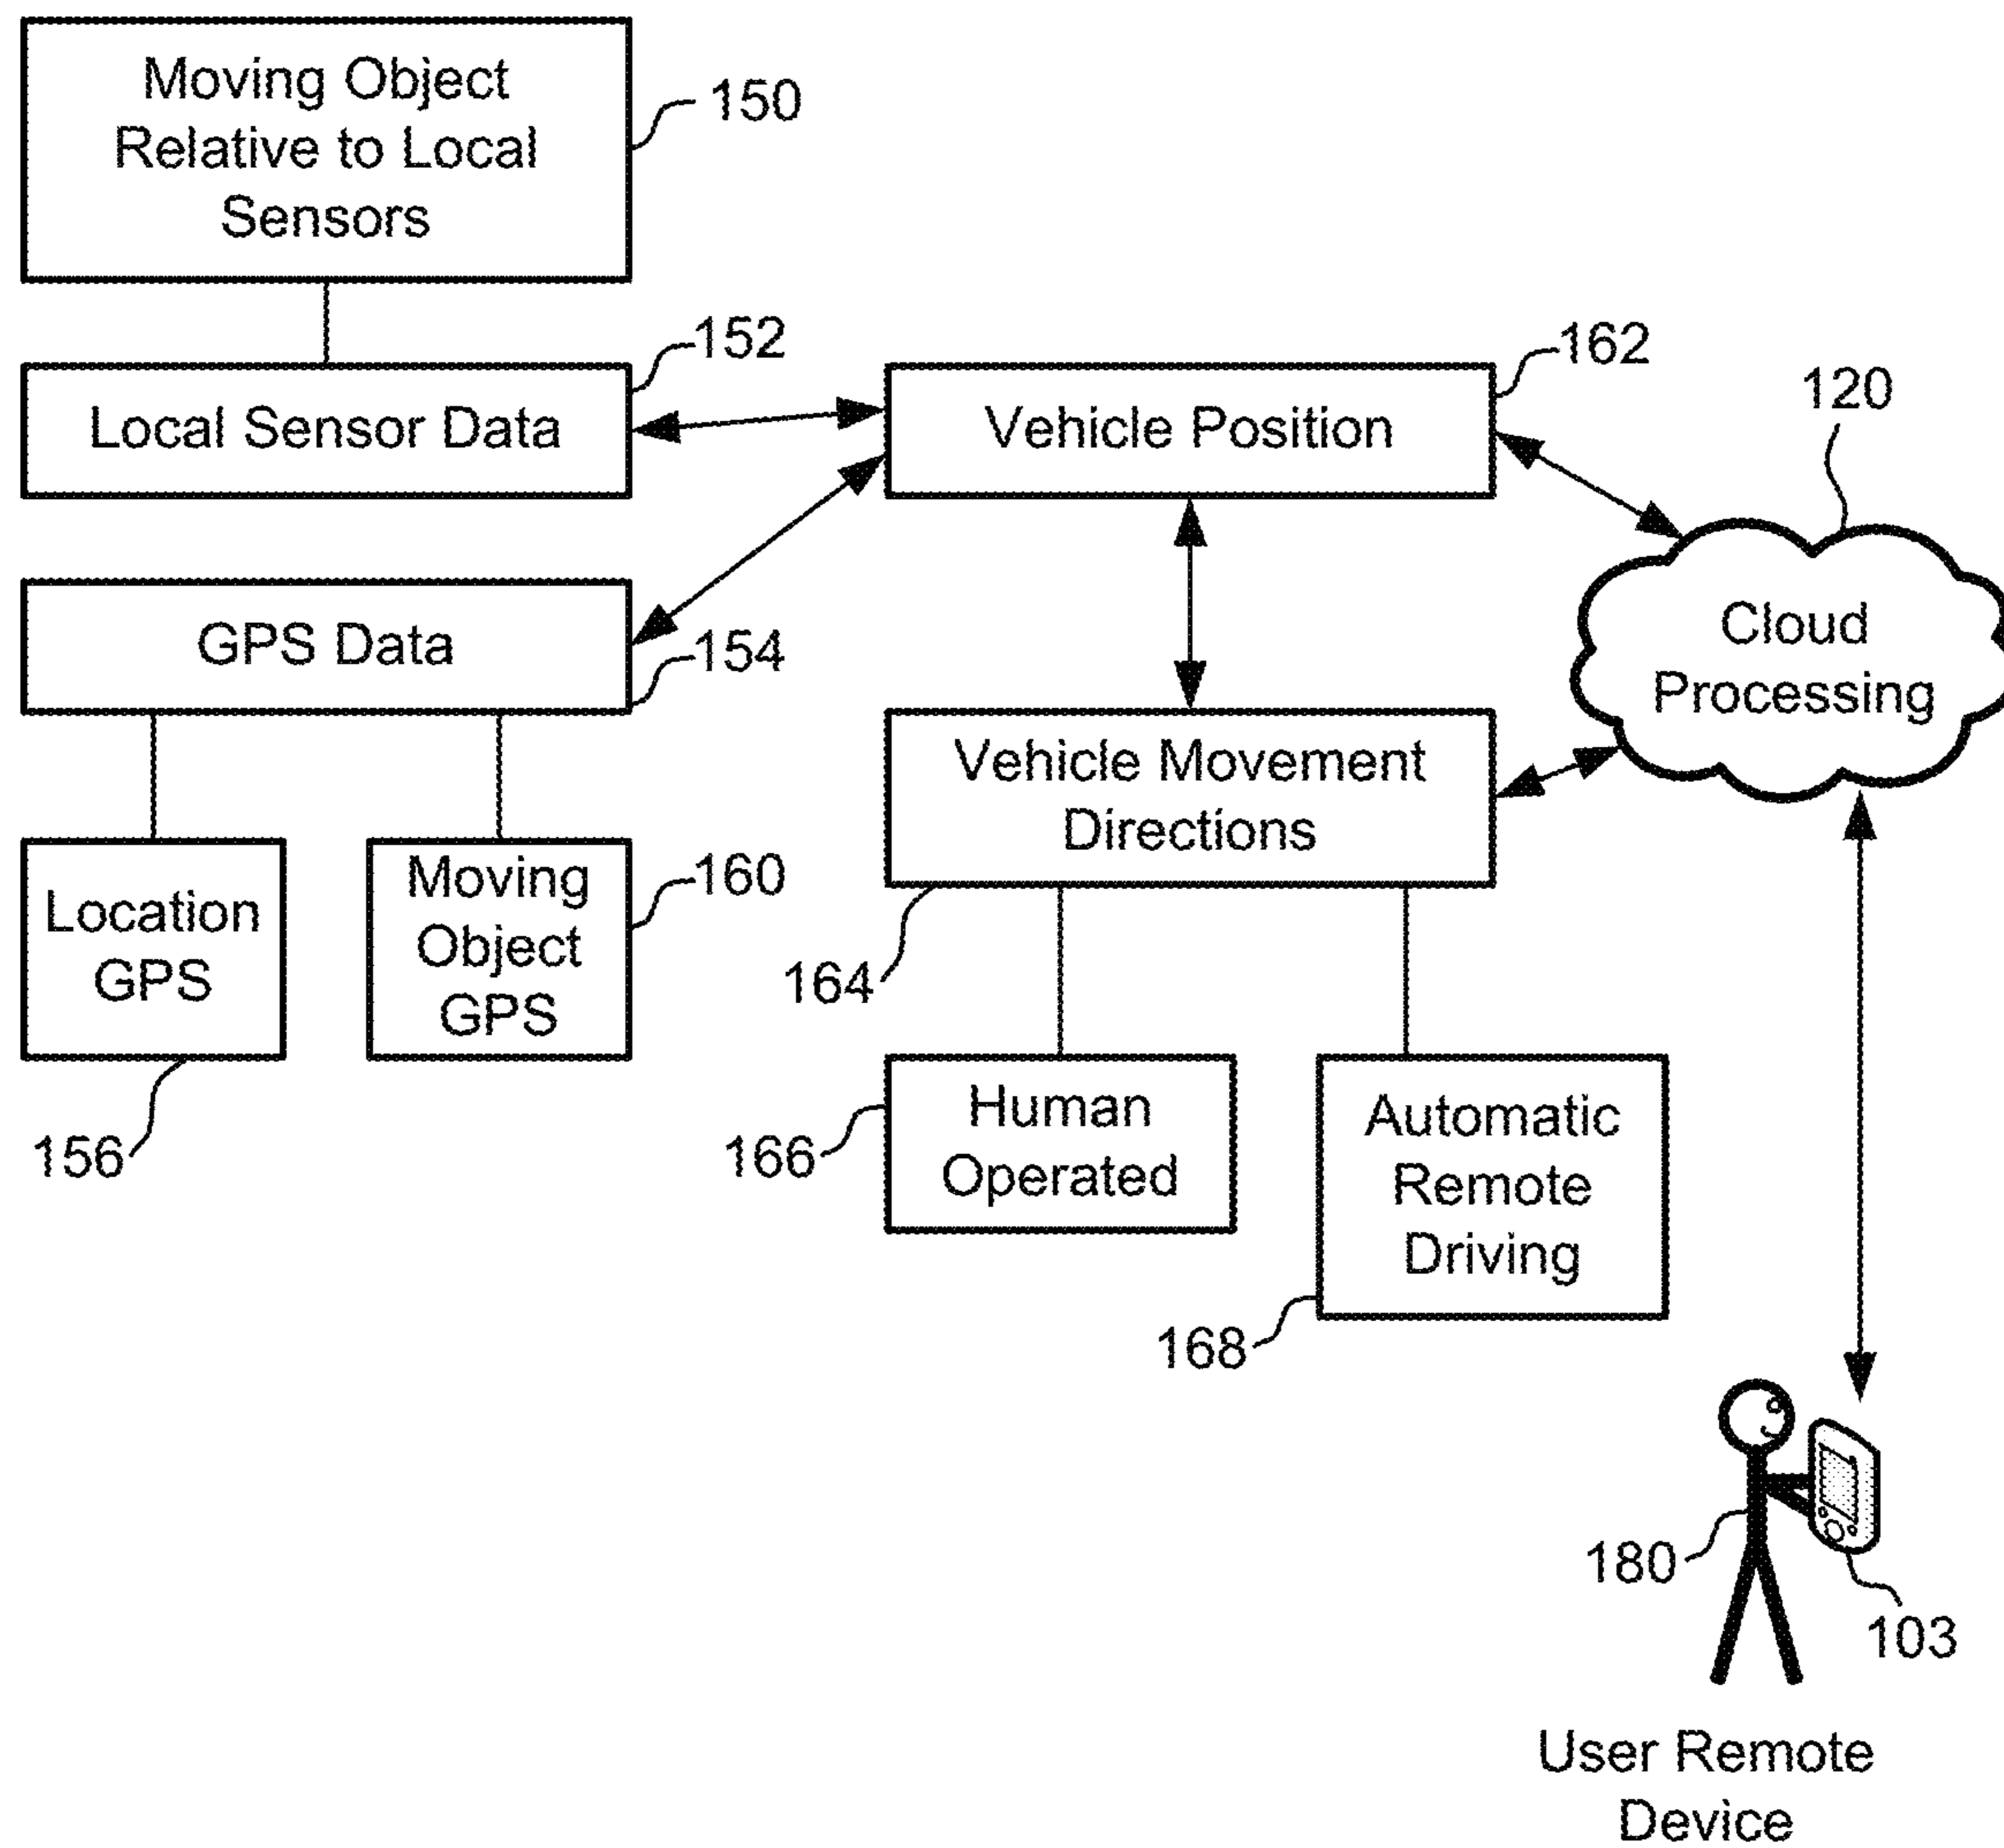 Moving Object
Relative to Local
Sensors
150
Local Sensor Data
152
GPS Data
154
Location
GPS
156
Moving
Object
GPS
160
Vehicle Position
162
120
Cloud
Processing
Vehicle Movement
Directions
164
Human
Operated
166
Automatic
Remote
Driving
168
180
103
User Remote
Device